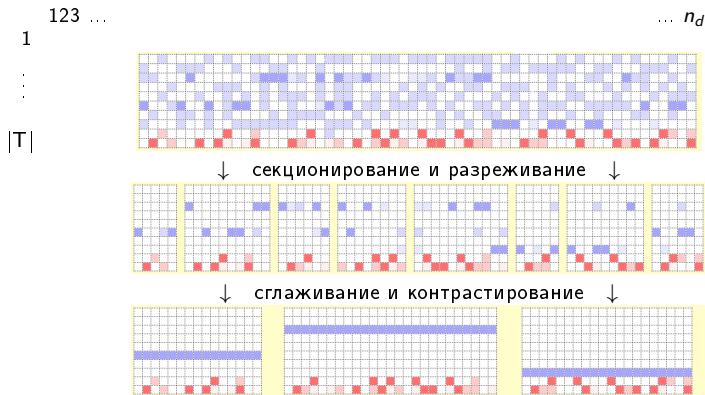 123 ... ... n_d
1
⋮
|T|
↓ секционирование и разреживание ↓
↓ сглаживание и контрастирование ↓